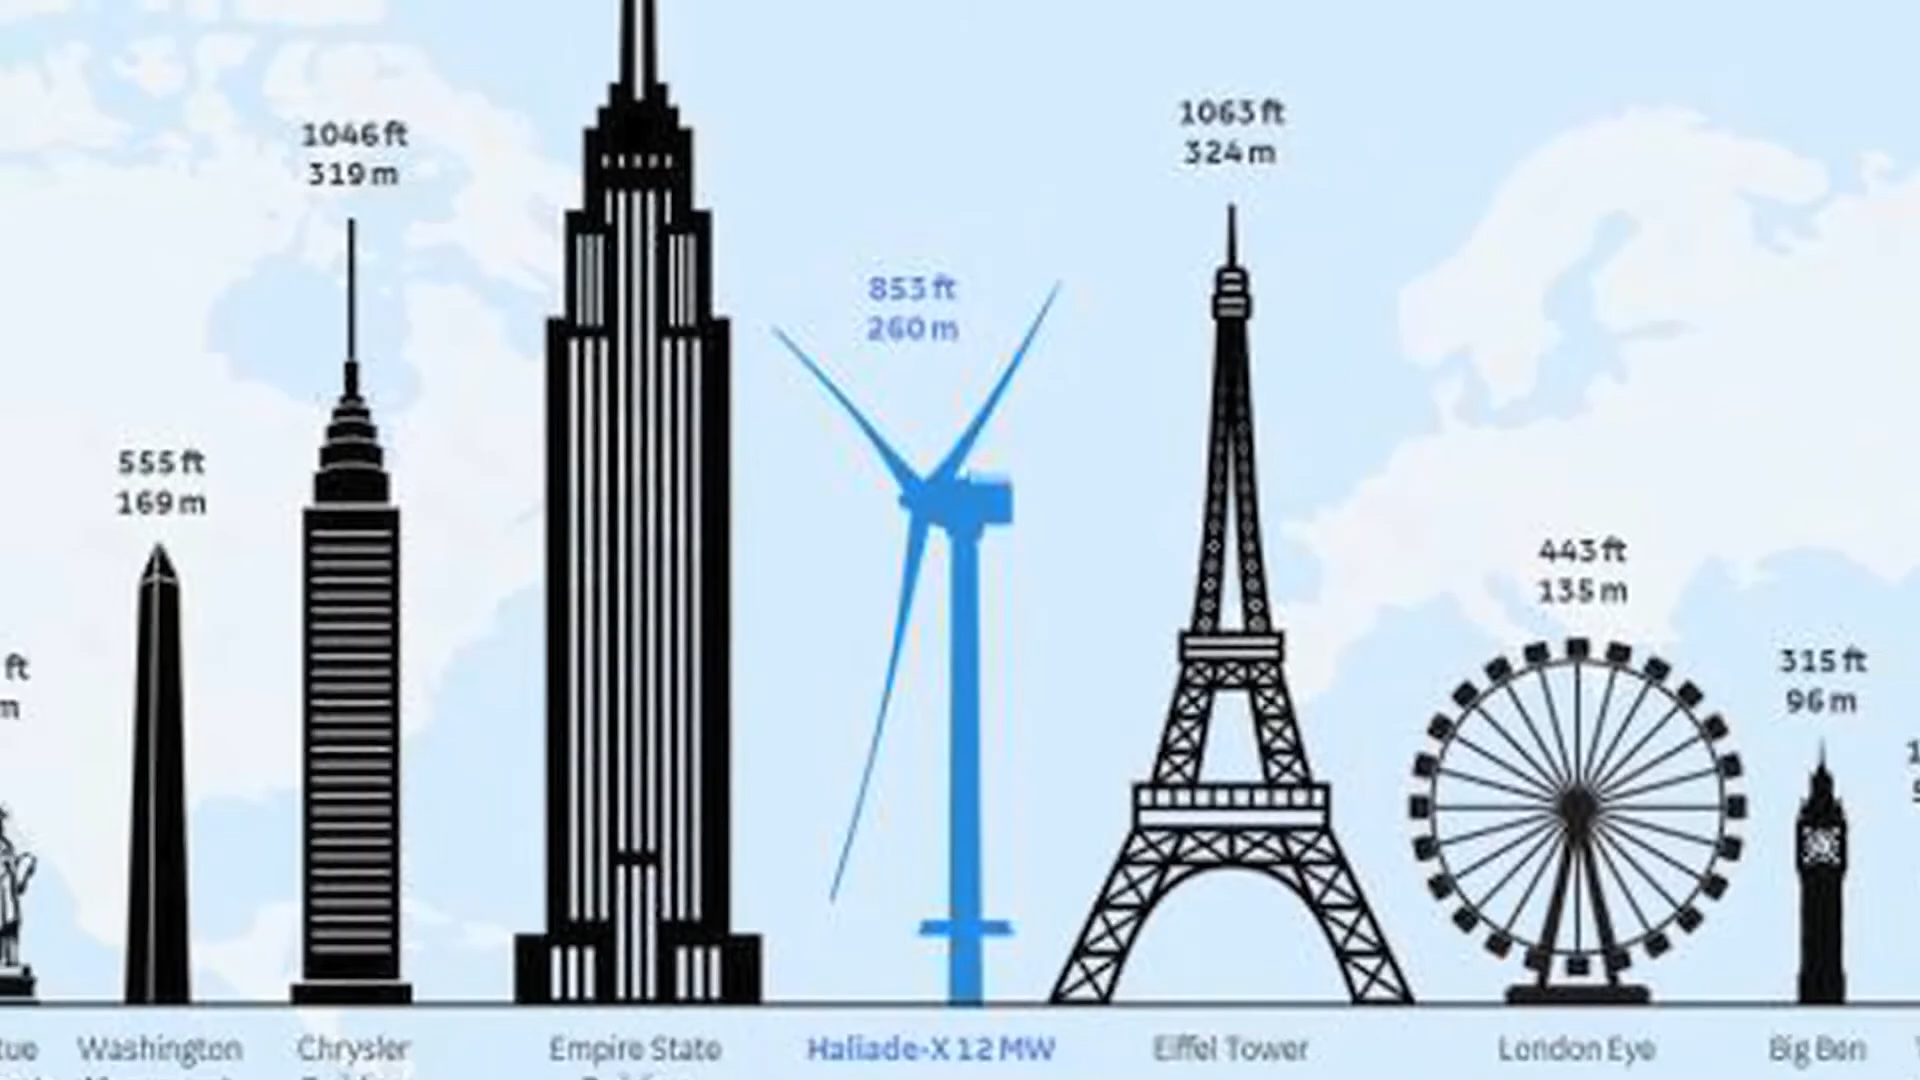 1046 ft
319 m
1063 ft
324 m
853 ft
260 m
555 ft
169 m
443 ft
135 m
315 ft
96 m
ft
m
Washington
Chrysler
Empire State
Haliade-X 12 MW
Eiffel Tower
London Eye
Big Ben